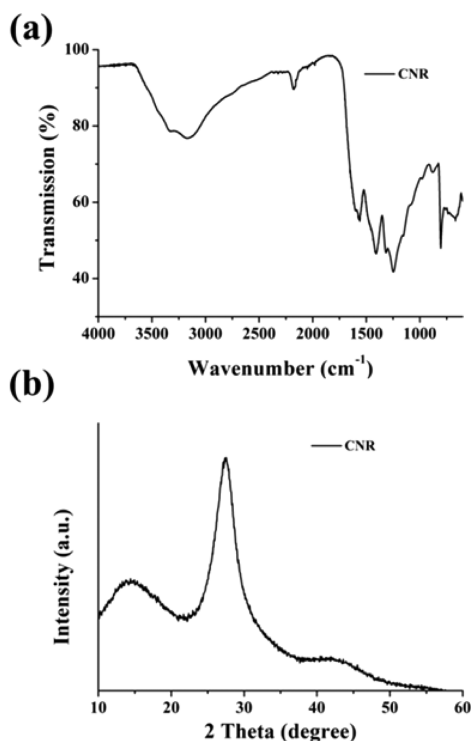 (a)
100
80
60
40
Transmission (%)
CNR
4000 3500 3000 2500 2000 1500 1000
Wavenumber (cm⁻¹)
(b)
Intensity (a.u.)
CNR
10 20 30 40 50 60
2 Theta (degree)